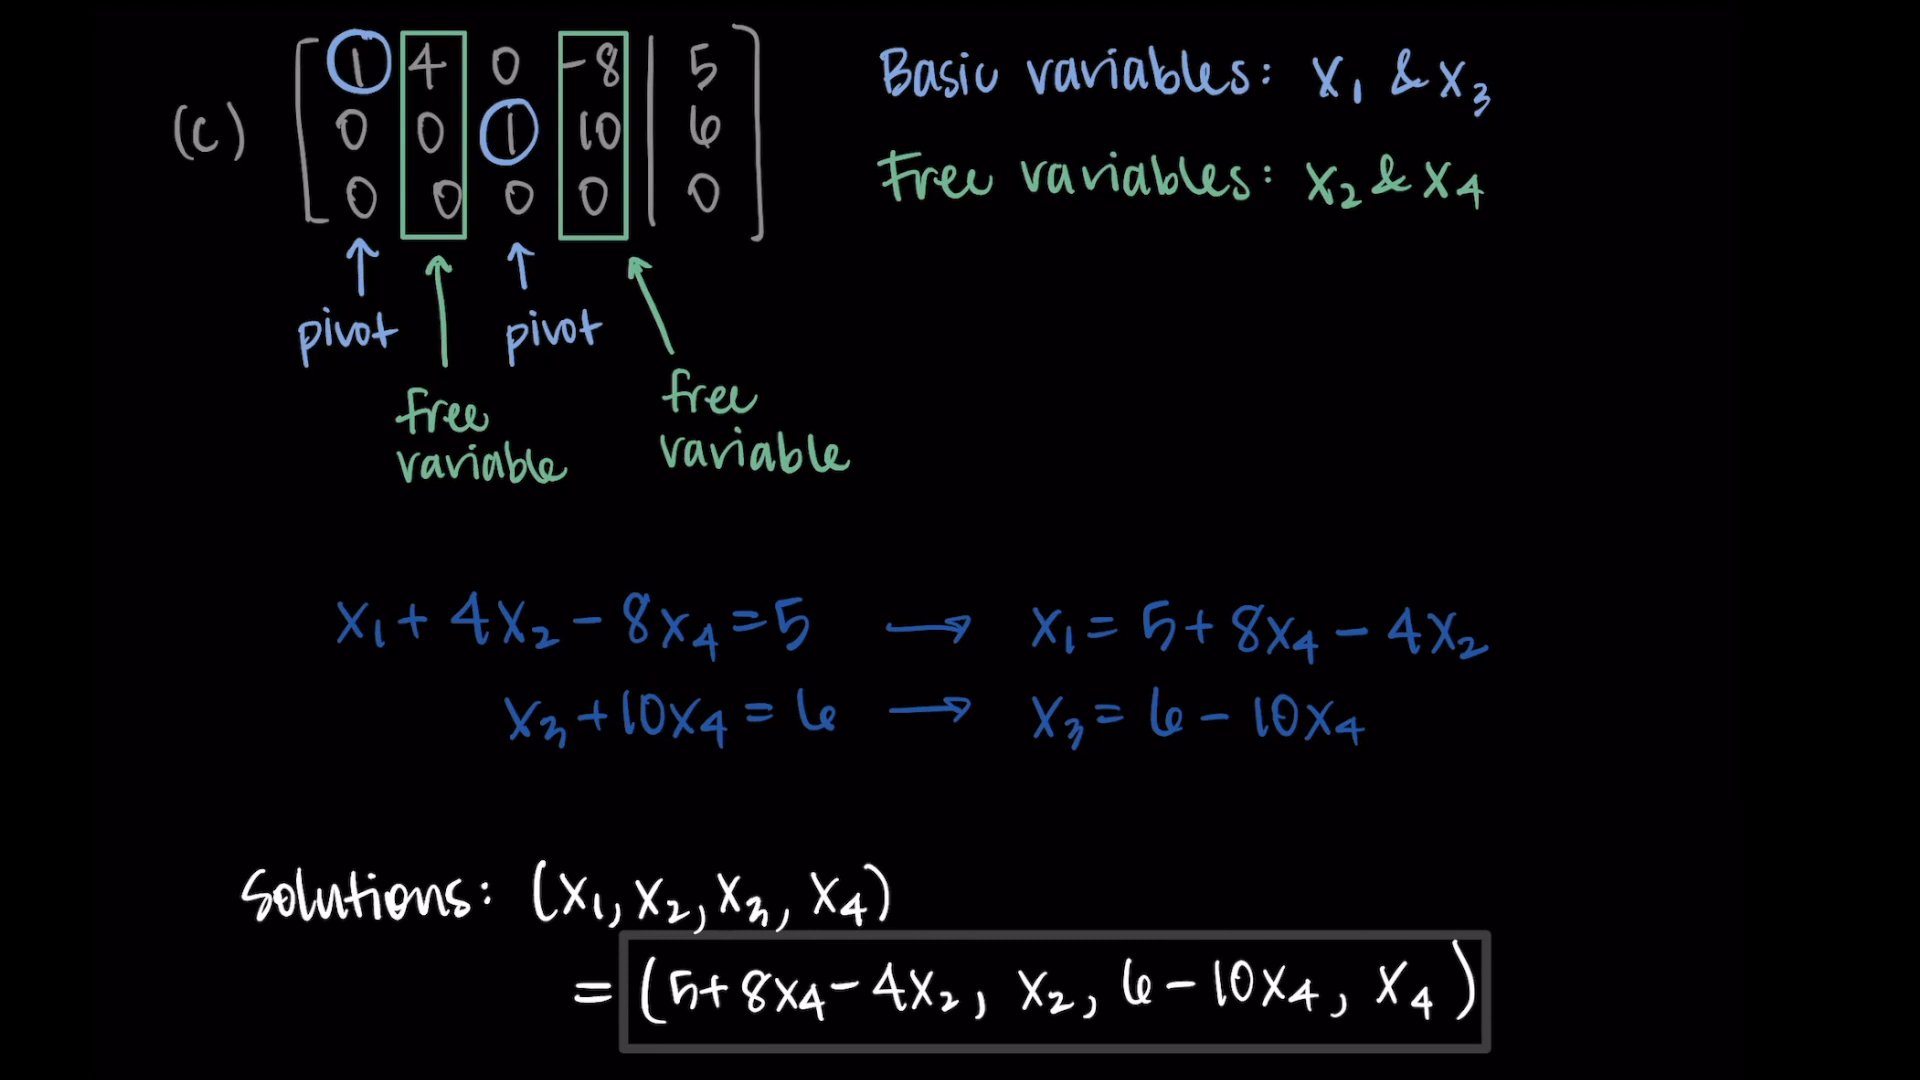 (c) [ 1 4 0 -8 | 5 ]
0 0 1 10 | 6
0 0 0 0 | 0
Basic variables: x₁ & x₃
Free variables: x₂ & x₄
pivot
pivot
free
variable
free
variable
x₁ + 4x₂ - 8x₄ = 5 → x₁ = 5 + 8x₄ - 4x₂
x₃ + 10x₄ = 6 → x₃ = 6 - 10x₄
Solutions: (x₁, x₂, x₃, x₄)
= (5 + 8x₄ - 4x₂, x₂, 6 - 10x₄, x₄)